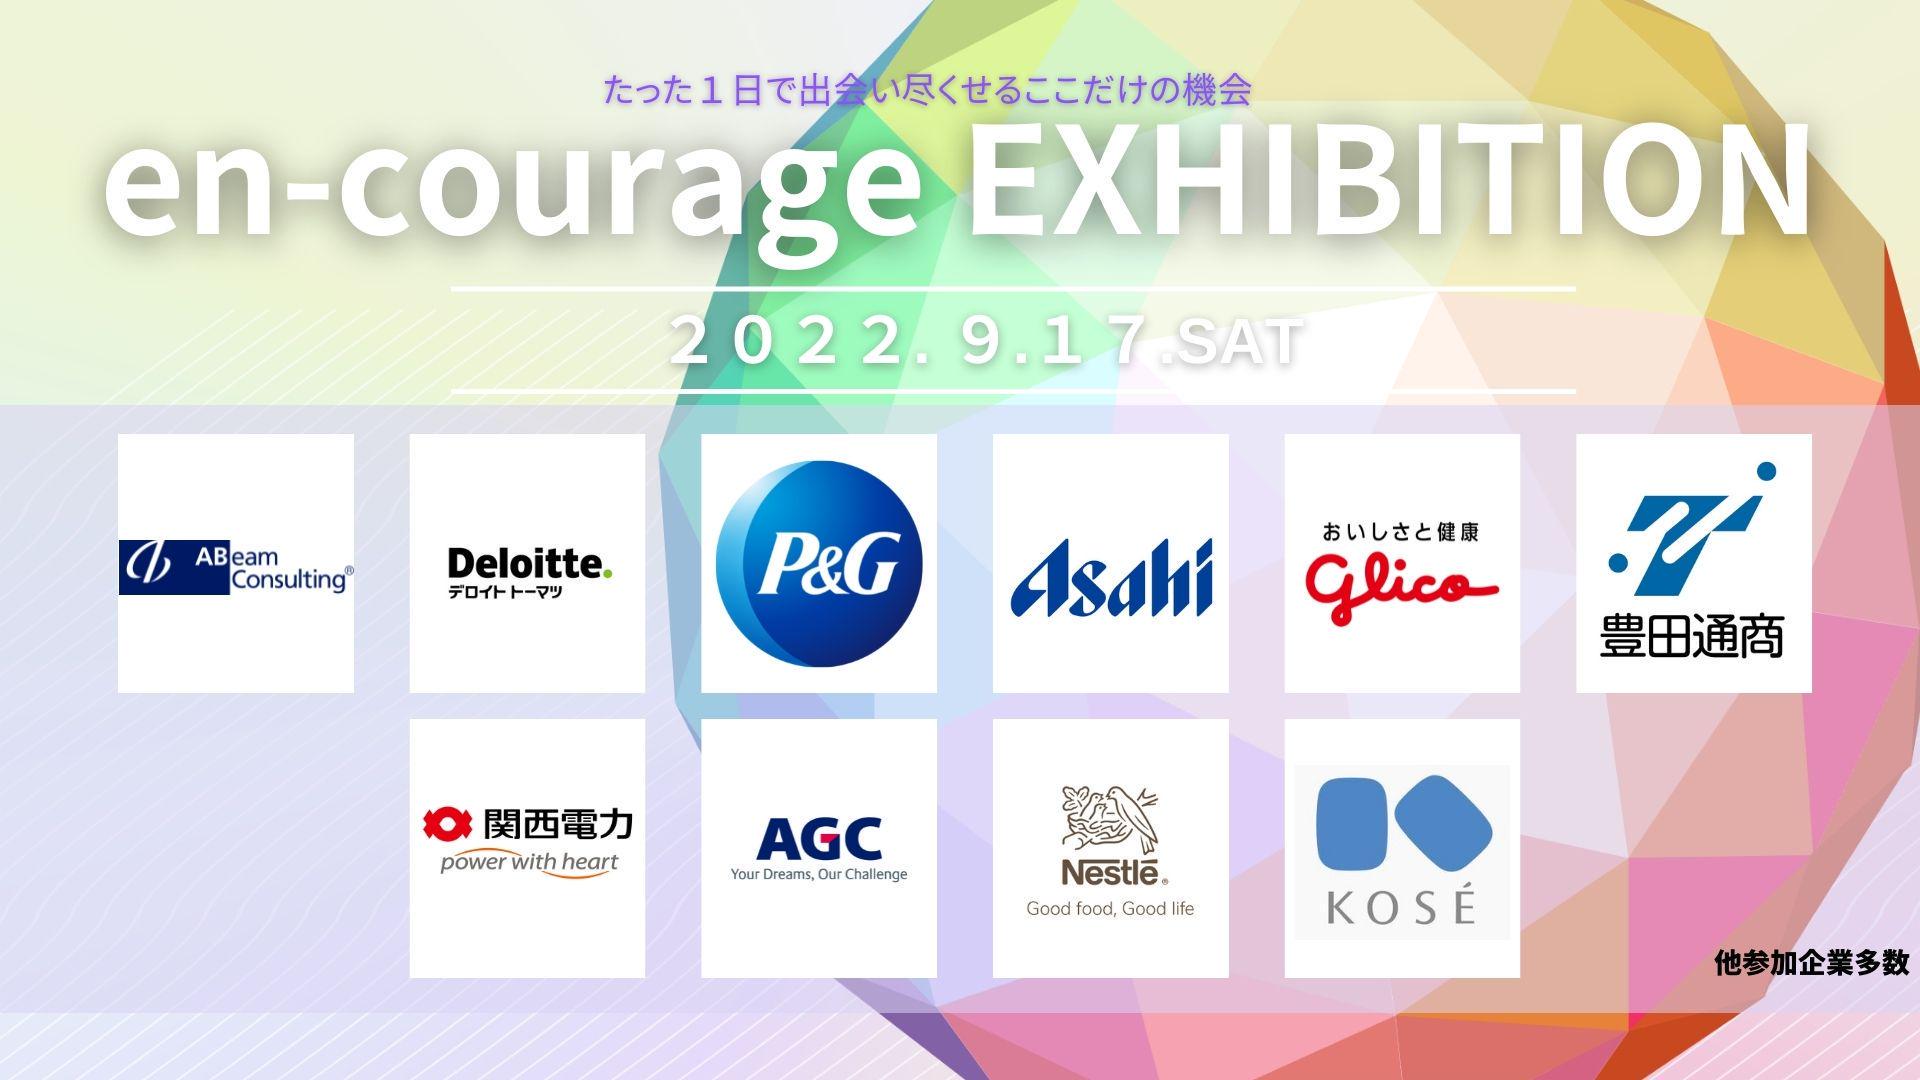 たった１日で出会い尽くせるここだけの機会
en-courage EXHIBITION
２０２２.９.１７.SAT
ABeam
Consulting®
Deloitte.
デロイト トーマツ
P&G
Asahi
おいしさと健康
Glico
豊田通商
関西電力
power with heart
AGC
Your Dreams, Our Challenge
Nestlé®
Good food, Good life
KOSÉ
他参加企業多数